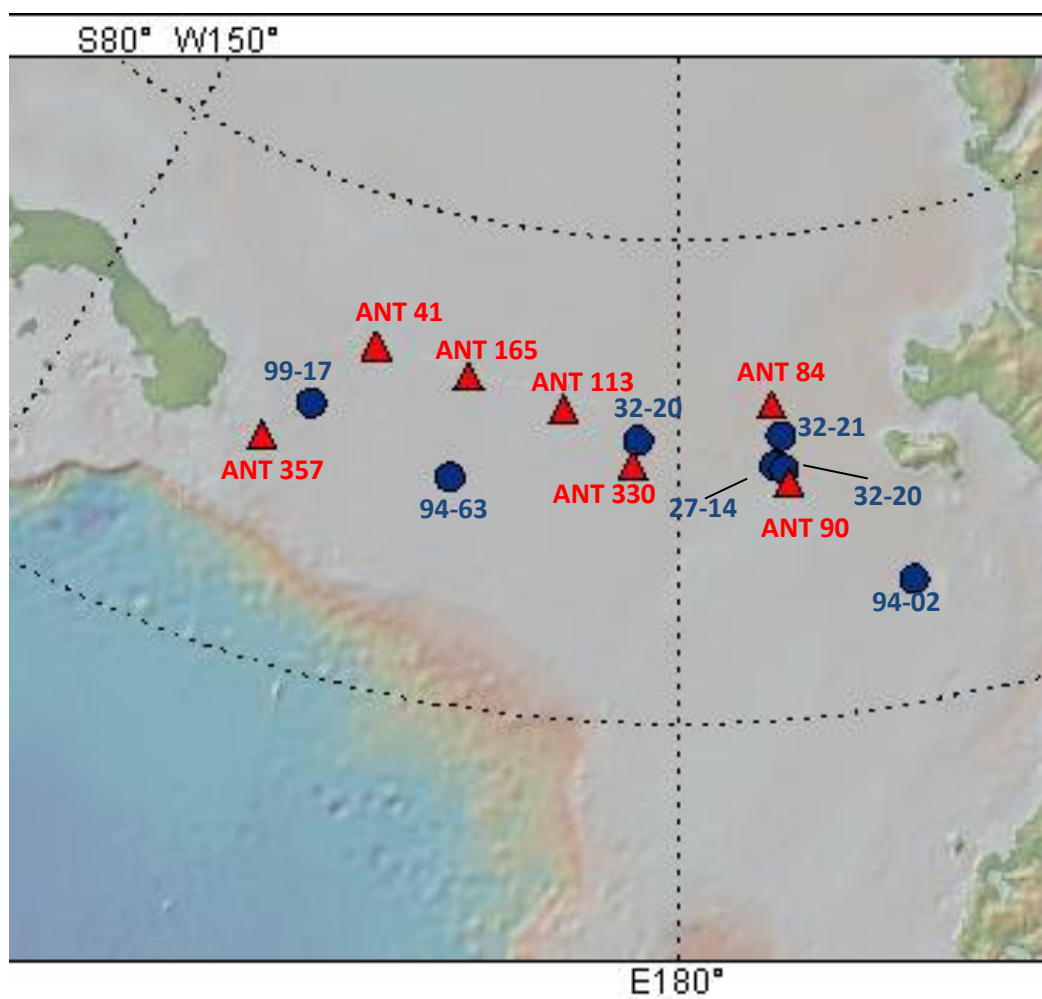 S80° W150°
ANT 41
ANT 165
99-17
ANT 113
ANT 84
32-20
32-21
ANT 357
ANT 330
94-63
27-14
32-20
ANT 90
94-02
E180°